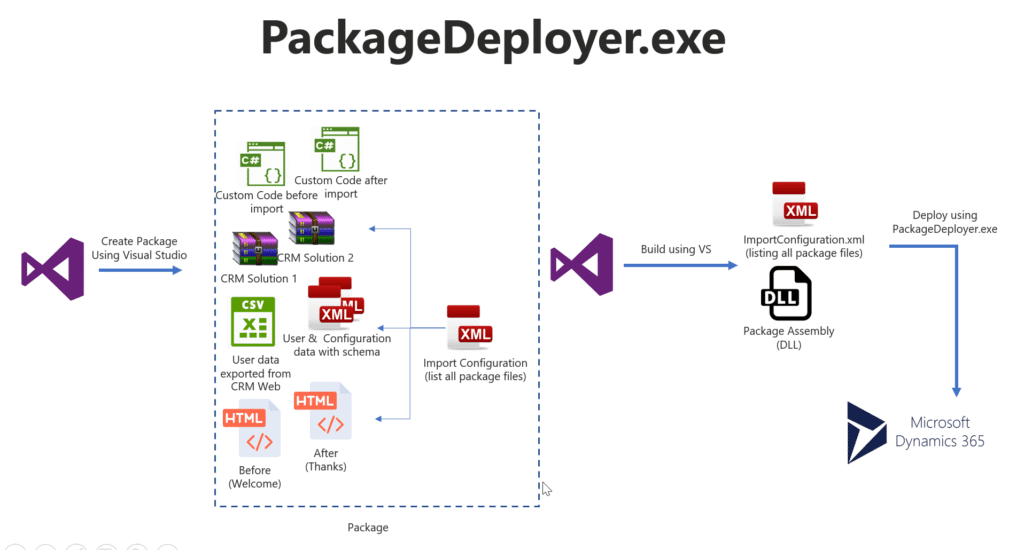 PackageDeployer.exe
Create Package
Using Visual Studio
C#
C#
Custom Code before
import
Custom Code after
import
CRM Solution 2
CRM Solution 1
CSV
User data
exported from
CRM Web
XML
XML
User & Configuration
data with schema
XML
Import Configuration
(list all package files)
HTML
HTML
Before
(Welcome)
After
(Thanks)
Package
Build using VS
XML
ImportConfiguration.xml
(listing all package files)
DLL
Package Assembly
(DLL)
Deploy using
PackageDeployer.exe
Microsoft
Dynamics 365